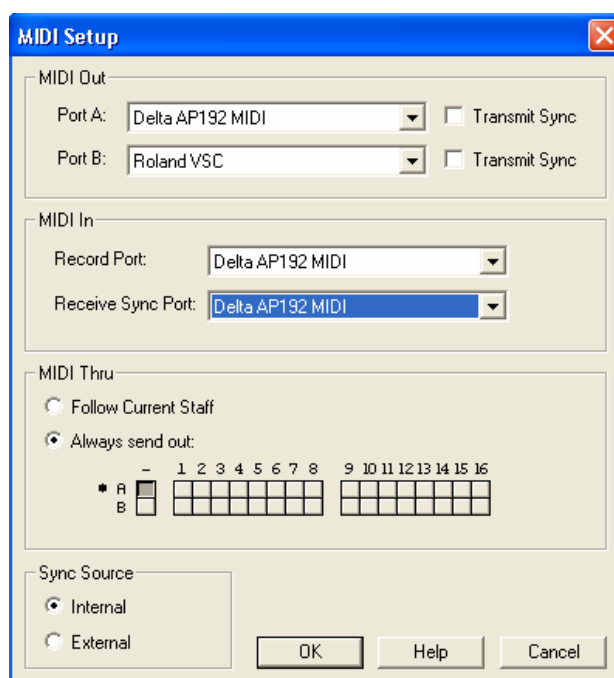 MIDI Setup
MIDI Out
Port A: Delta AP192 MIDI Transmit Sync
Port B: Roland VSC Transmit Sync
MIDI In
Record Port: Delta AP192 MIDI
Receive Sync Port: Delta AP192 MIDI
MIDI Thru
Follow Current Staff
Always send out:
– 1 2 3 4 5 6 7 8 9 10 11 12 13 14 15 16
A
B
Sync Source
Internal
External
OK Help Cancel